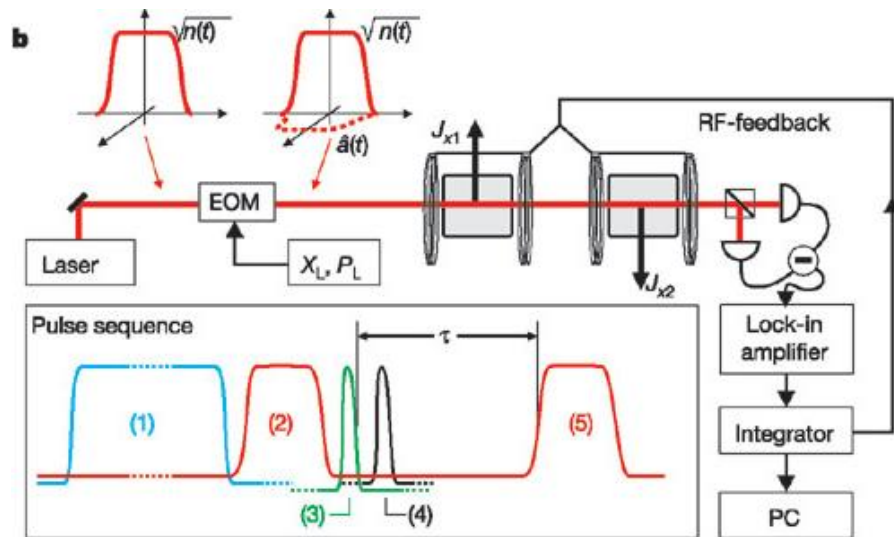 b
√n(t)
√n(t)
â(t)
J_x1
RF-feedback
EOM
Laser
X_L, P_L
J_x2
Pulse sequence
τ
Lock-in
amplifier
(1)
(2)
(5)
Integrator
(3)
(4)
PC